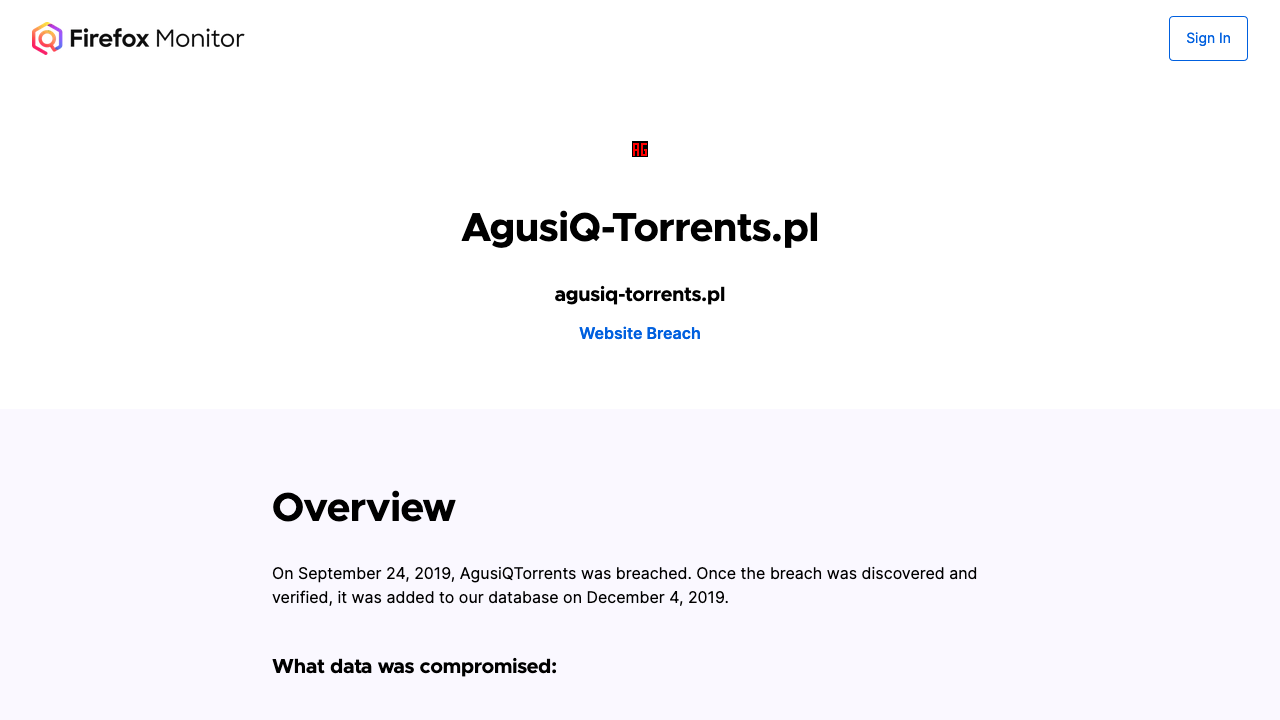 Firefox Monitor
Sign In
AG
AgusiQ-Torrents.pl
agusiq-torrents.pl
Website Breach
Overview
On September 24, 2019, AgusiQTorrents was breached. Once the breach was discovered and
verified, it was added to our database on December 4, 2019.
What data was compromised: